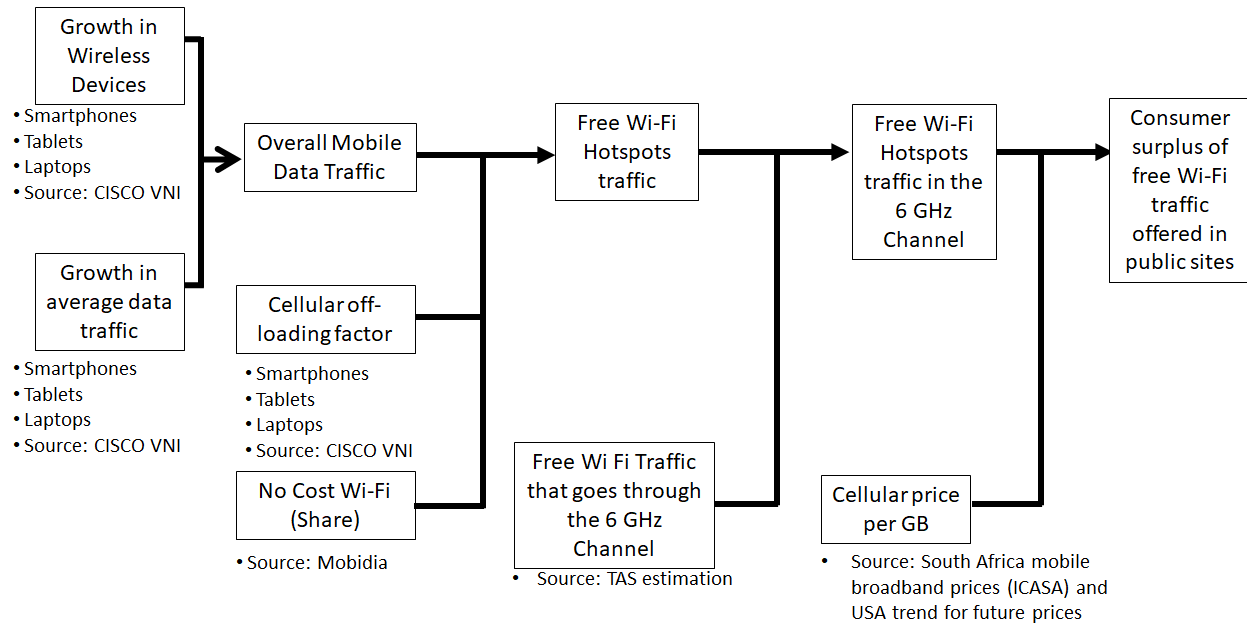 Growth in
Wireless
Devices
• Smartphones
• Tablets
• Laptops
• Source: CISCO VNI
Growth in
average data
traffic
• Smartphones
• Tablets
• Laptops
• Source: CISCO VNI
Overall Mobile
Data Traffic
Cellular off-
loading factor
• Smartphones
• Tablets
• Laptops
• Source: CISCO VNI
No Cost Wi-Fi
(Share)
• Source: Mobidia
Free Wi-Fi
Hotspots
traffic
Free Wi Fi Traffic
that goes through
the 6 GHz
Channel
• Source: TAS estimation
Free Wi-Fi
Hotspots
traffic in the
6 GHz
Channel
Cellular price
per GB
• Source: South Africa mobile
broadband prices (ICASA) and
USA trend for future prices
Consumer
surplus of
free Wi-Fi
traffic
offered in
public sites